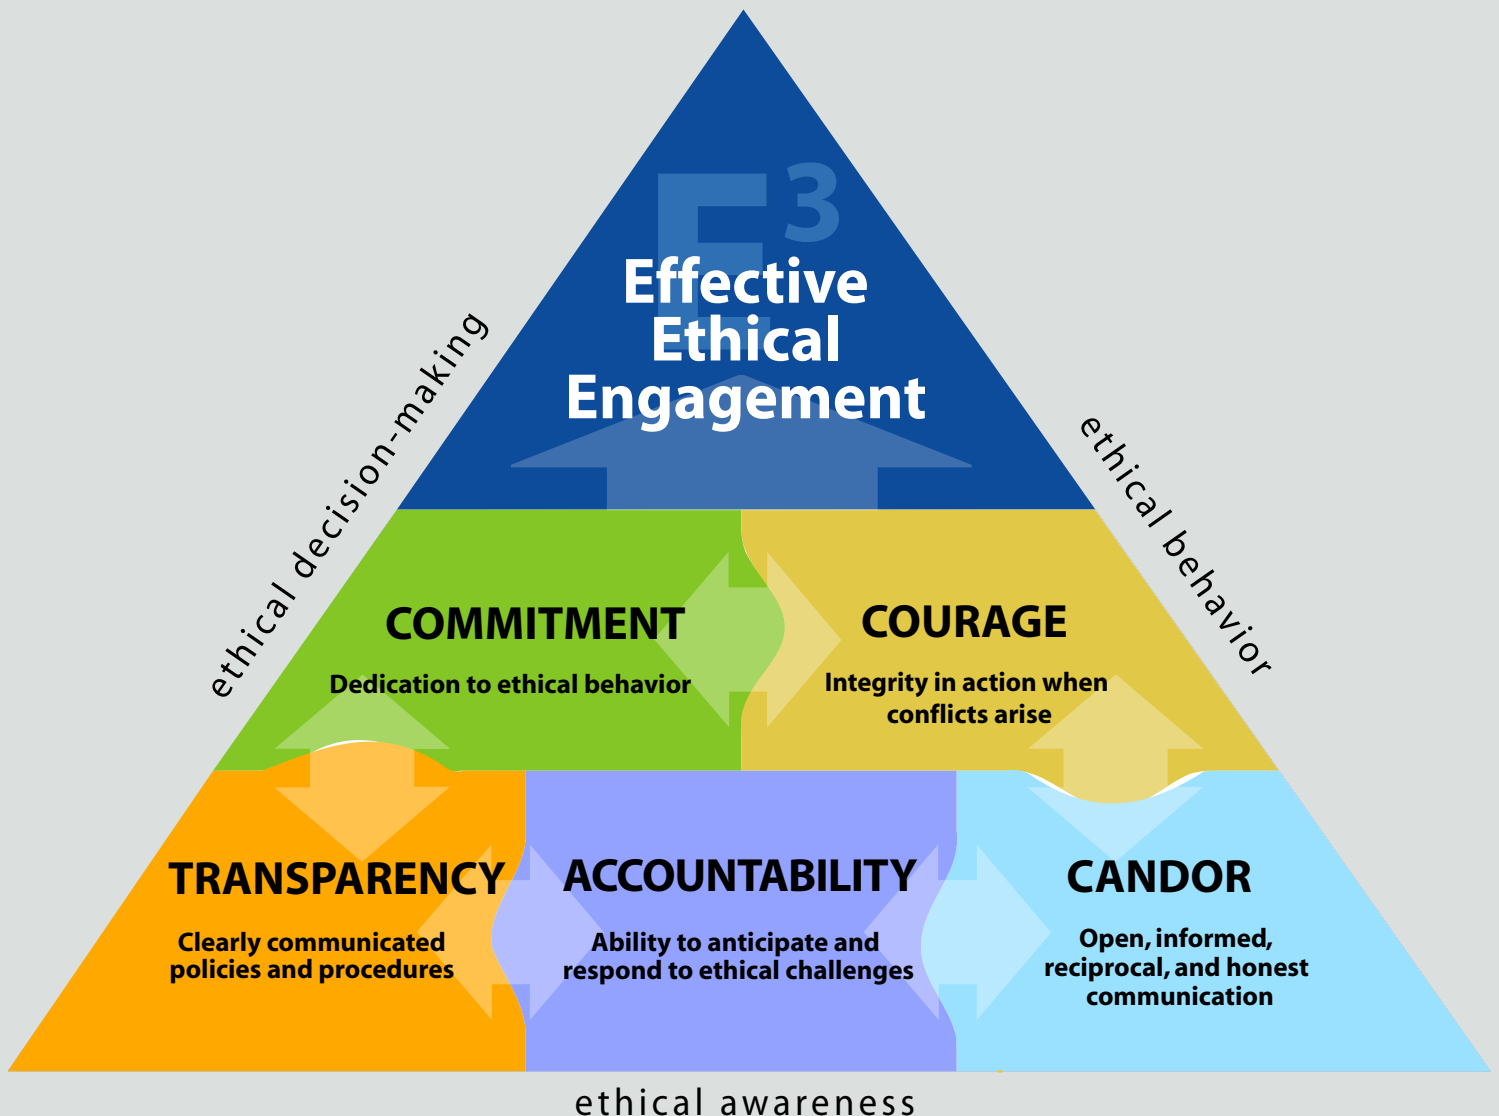 E³
Effective
Ethical
Engagement
ethical decision-making
ethical behavior
COMMITMENT
Dedication to ethical behavior
COURAGE
Integrity in action when
conflicts arise
TRANSPARENCY
Clearly communicated
policies and procedures
ACCOUNTABILITY
Ability to anticipate and
respond to ethical challenges
CANDOR
Open, informed,
reciprocal, and honest
communication
ethical awareness